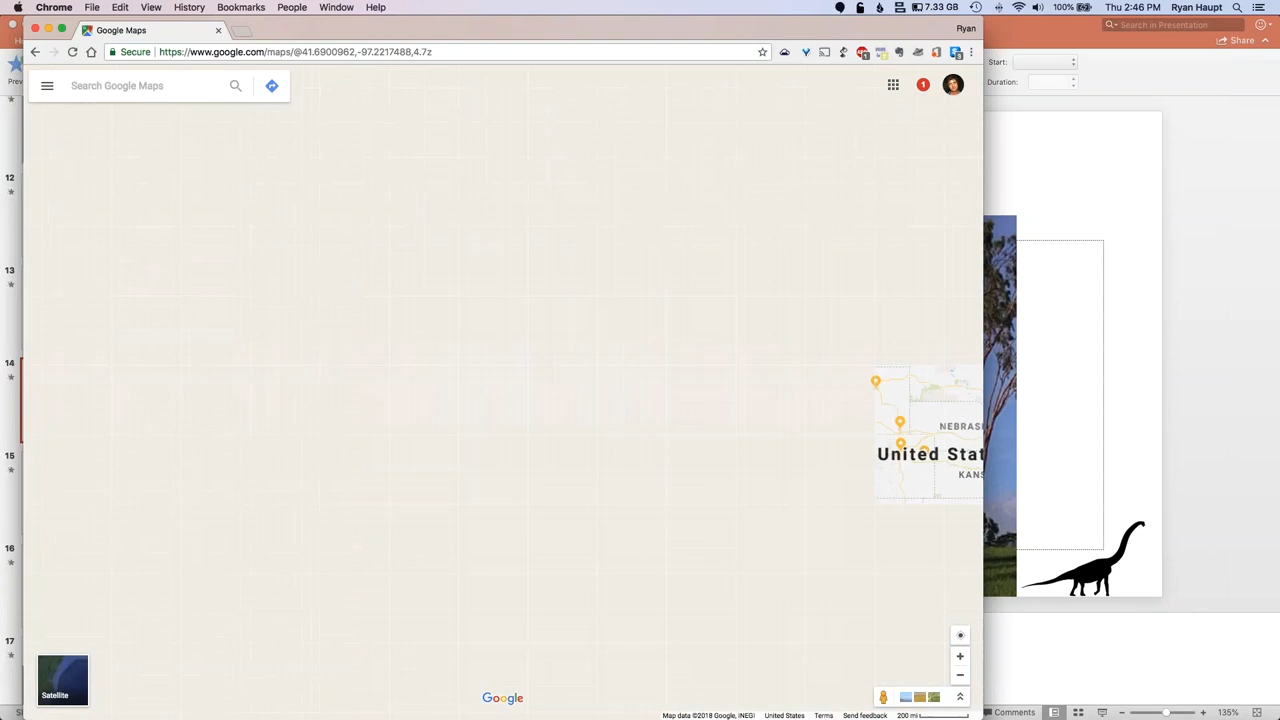 Chrome File Edit View History Bookmarks People Window Help 7.33 GB 100% Thu 2:46 PM Ryan Haupt
Google Maps Ryan Search in Presentation
Secure https://www.google.com/maps/@41.6900962,-97.2217488,4.7z Share
Start:
Duration:
Search Google Maps 1
12
13
14
15
16
17
NEBRAS
United Stat
KANS
Satellite
Google
Map data ©2018 Google, INEGI United States Terms Send feedback 200 mi
Comments 135%